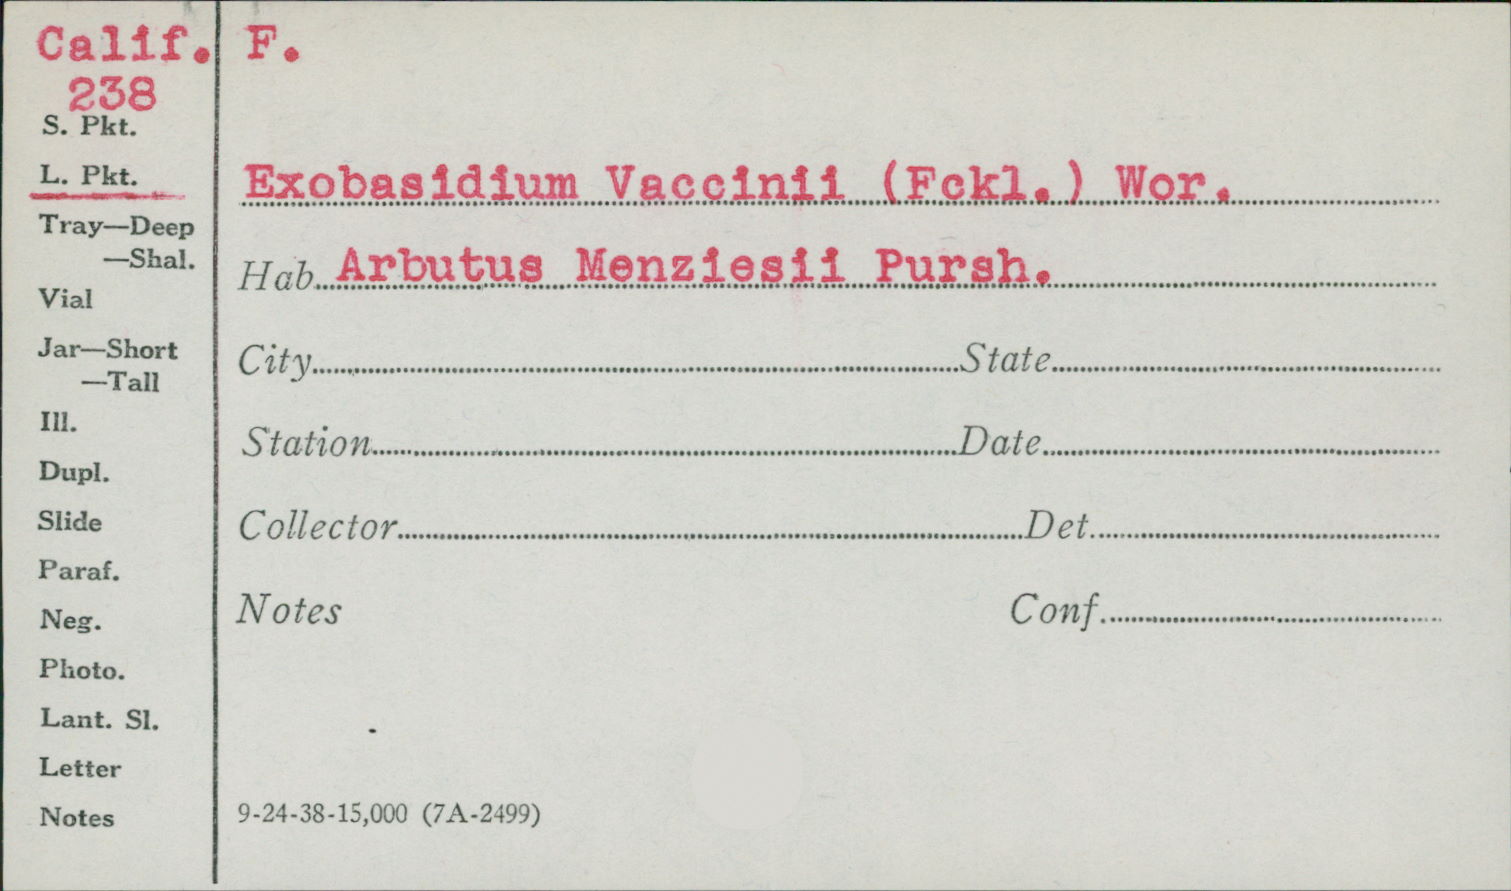 Calif. F.
238
S. Pkt.
L. Pkt.
Exobasidium Vaccinii (Fckl.) Wor.
Tray—Deep
—Shal.
Hab. Arbutus Menziesii Pursh.
Vial
Jar—Short
—Tall
City State
Ill.
Station Date
Dupl.
Slide
Collector Det.
Paraf.
Neg.
Notes Conf.
Photo.
Lant. Sl.
Letter
Notes
9-24-38-15,000 (7A-2499)